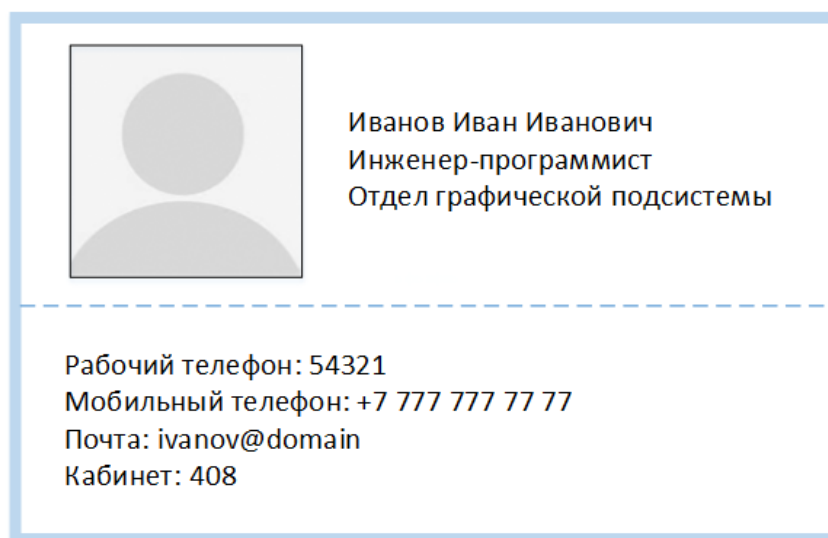 Иванов Иван Иванович
Инженер-программист
Отдел графической подсистемы
Рабочий телефон: 54321
Мобильный телефон: +7 777 777 77 77
Почта: ivanov@domain
Кабинет: 408